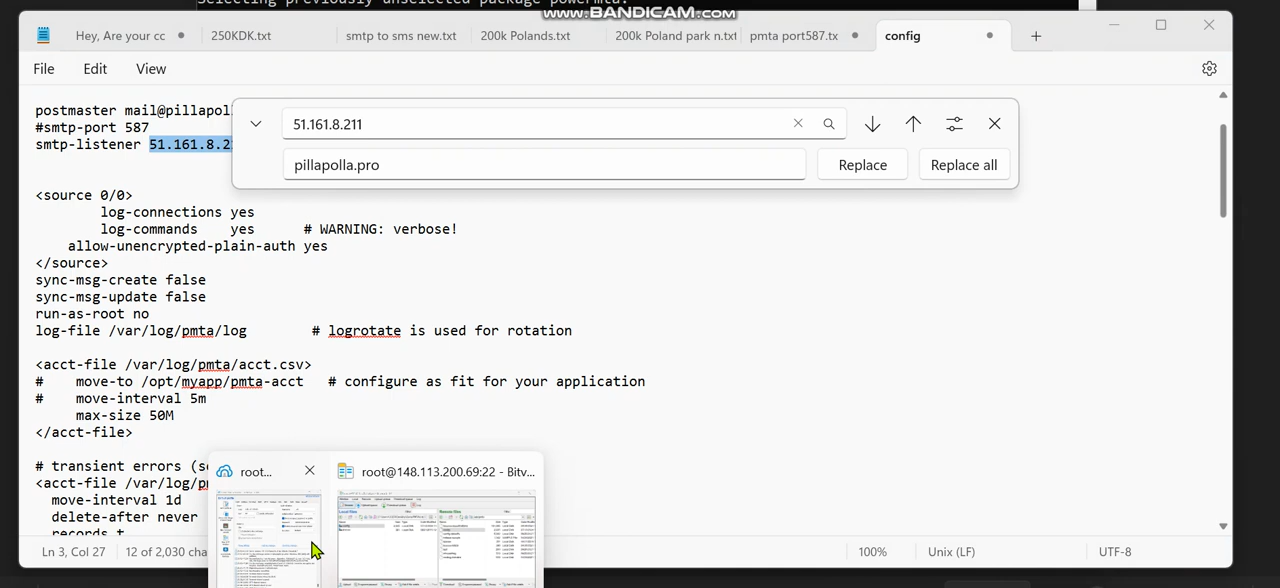 Selecting previously unselected package powermta.
www.BANDICAM.com
Hey, Are your cc
250KDK.txt
smtp to sms new.txt
200k Polands.txt
200k Poland park n.txt
pmta port587.tx
config
File
Edit
View
postmaster mail@pillapol
#smtp-port 587
smtp-listener 51.161.8.2
51.161.8.211
pillapolla.pro
Replace
Replace all
<source 0/0>
log-connections yes
log-commands yes # WARNING: verbose!
allow-unencrypted-plain-auth yes
</source>
sync-msg-create false
sync-msg-update false
run-as-root no
log-file /var/log/pmta/log # logrotate is used for rotation
<acct-file /var/log/pmta/acct.csv>
# move-to /opt/myapp/pmta-acct # configure as fit for your application
# move-interval 5m
max-size 50M
</acct-file>
# transient errors (s
<acct-file /var/log/p
move-interval 1d
delete-after never
records t
root...
root@148.113.200.69:22 - Bitv...
Ln 3, Col 27
12 of 2,030 cha
100%
Unix (LF)
UTF-8